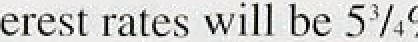 erest rates will be 5³/₄